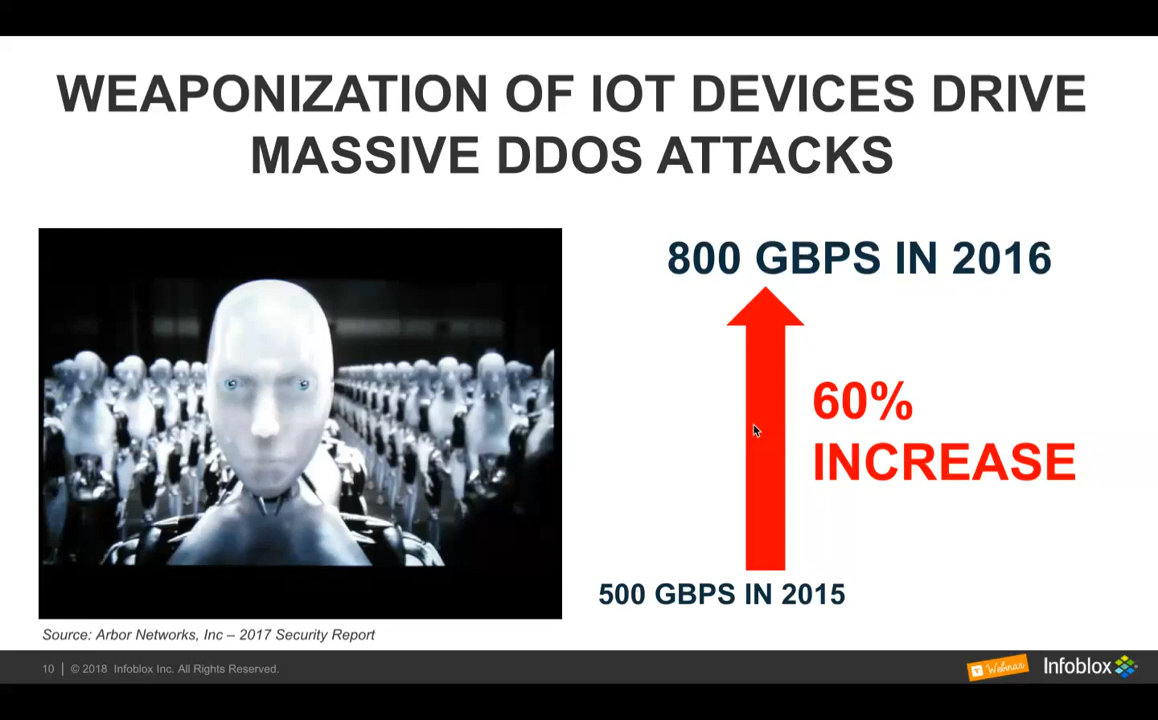 WEAPONIZATION OF IOT DEVICES DRIVE
MASSIVE DDOS ATTACKS
800 GBPS IN 2016
60%
INCREASE
500 GBPS IN 2015
Source: Arbor Networks, Inc – 2017 Security Report
10 | © 2018 Infoblox Inc. All Rights Reserved.
Webinar
Infoblox